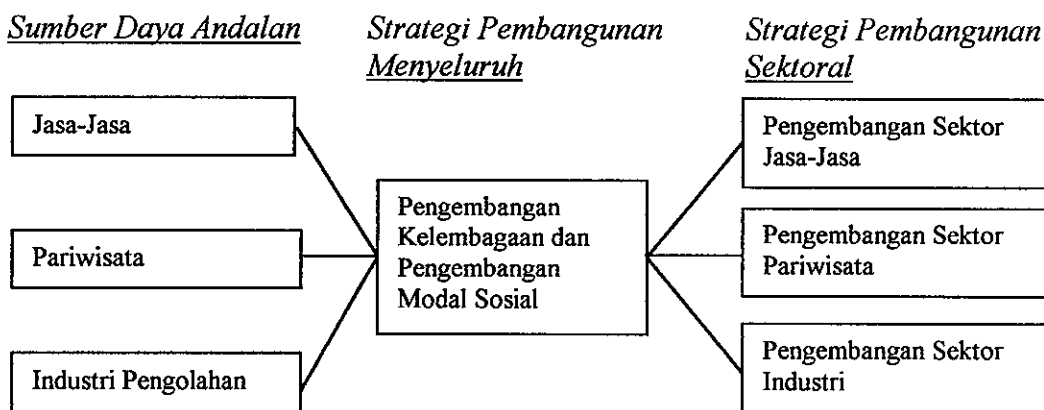 Sumber Daya Andalan
Strategi Pembangunan
Menyeluruh
Strategi Pembangunan
Sektoral
Jasa-Jasa
Pariwisata
Industri Pengolahan
Pengembangan
Kelembagaan dan
Pengembangan
Modal Sosial
Pengembangan Sektor
Jasa-Jasa
Pengembangan Sektor
Pariwisata
Pengembangan Sektor
Industri